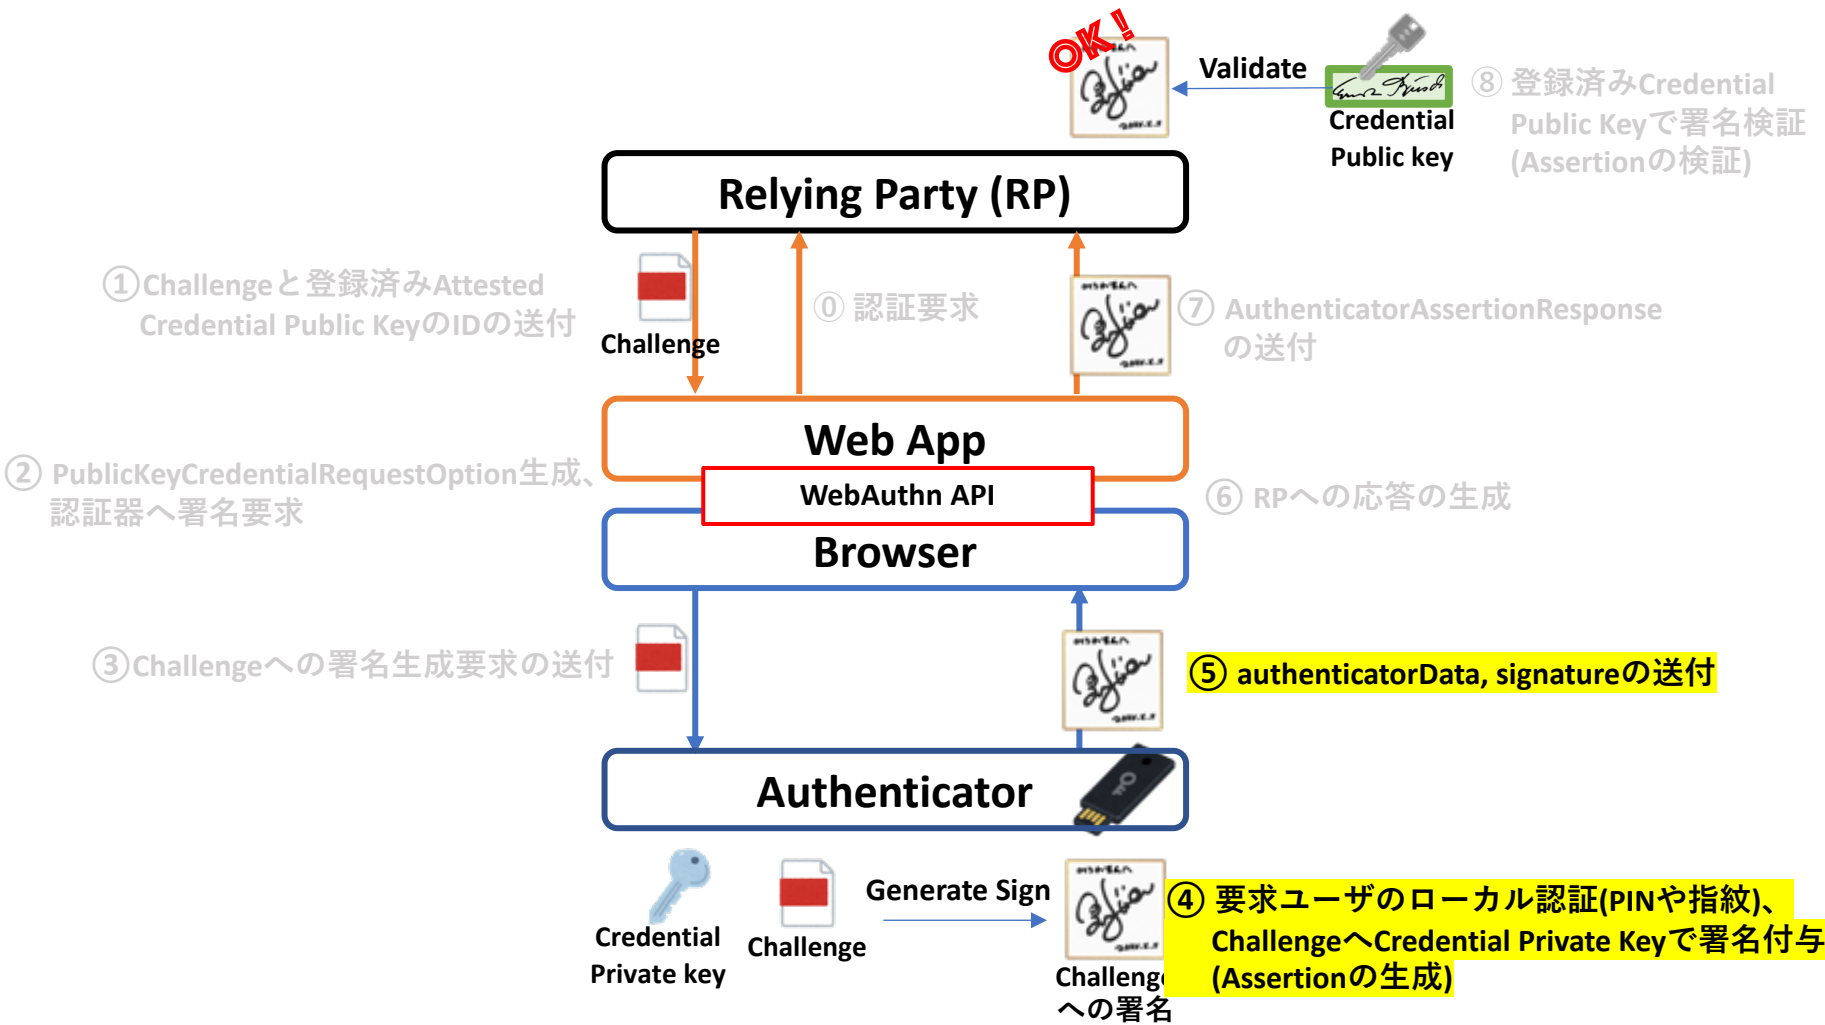 OK!
Validate
Credential
Public key
⑧ 登録済みCredential
Public Keyで署名検証
(Assertionの検証)
Relying Party (RP)
①Challengeと登録済みAttested
Credential Public KeyのIDの送付
Challenge
⓪ 認証要求
⑦ AuthenticatorAssertionResponse
の送付
Web App
WebAuthn API
Browser
② PublicKeyCredentialRequestOption生成、
認証器へ署名要求
⑥ RPへの応答の生成
③Challengeへの署名生成要求の送付
⑤ authenticatorData, signatureの送付
Authenticator
Credential
Private key
Challenge
Generate Sign
Challenge
への署名
④ 要求ユーザのローカル認証(PINや指紋)、
ChallengeへCredential Private Keyで署名付与
(Assertionの生成)